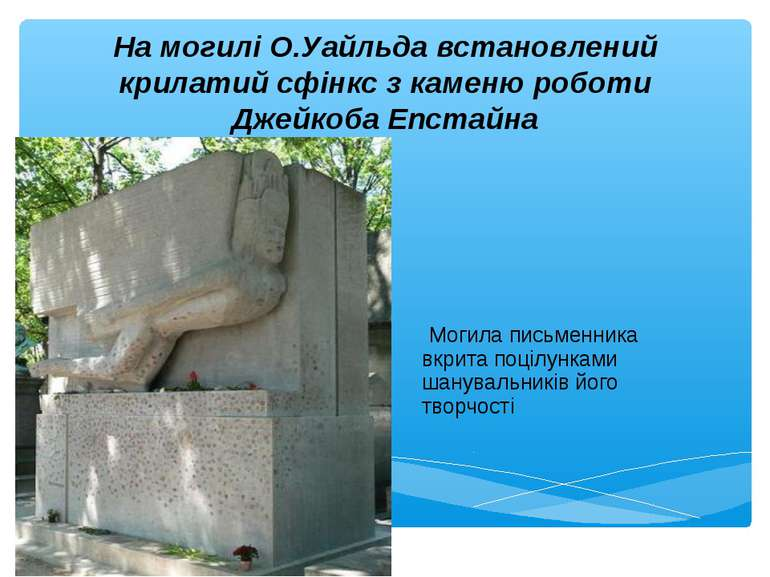 На могилі О.Уайльда встановлений
крилатий сфінкс з каменю роботи
Джейкоба Епстайна
Могила письменника
вкрита поцілунками
шанувальників його
творчості